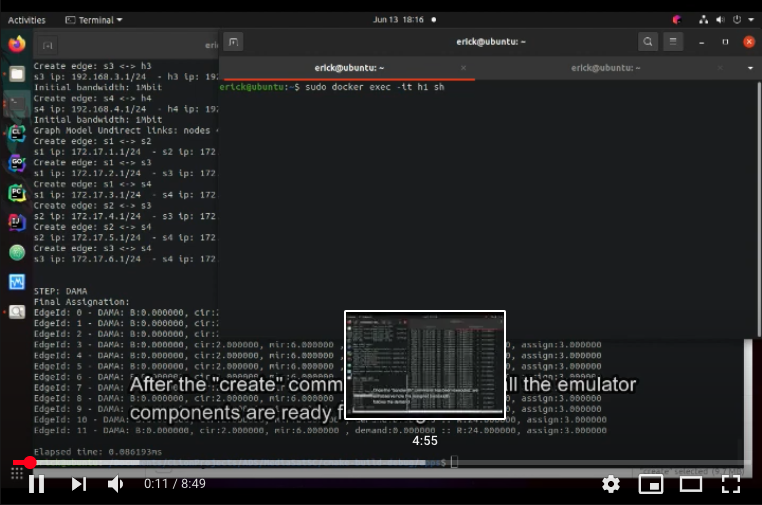 Activities
Terminal
Jun 13 18:16
erick@ubuntu: ~
erick@ubuntu: ~
erick@ubuntu: ~
erick@ubuntu:~$ sudo docker exec -it h1 sh
Create edge: s3 <-> h3
s3 ip: 192.168.3.1/24 - h3 ip: 192
Initial bandwidth: 1Mbit
Create edge: s4 <-> h4
s4 ip: 192.168.4.1/24 - h4 ip: 192
Initial bandwidth: 1Mbit
Graph Model Undirect links: nodes
Create edge: s1 <-> s2
s1 ip: 172.17.1.1/24 - s2 ip: 172
Create edge: s1 <-> s3
s1 ip: 172.17.2.1/24 - s3 ip: 172
Create edge: s1 <-> s4
s1 ip: 172.17.3.1/24 - s4 ip: 172
Create edge: s2 <-> s3
s2 ip: 172.17.4.1/24 - s3 ip: 172
Create edge: s2 <-> s4
s2 ip: 172.17.5.1/24 - s4 ip: 172
Create edge: s3 <-> s4
s3 ip: 172.17.6.1/24 - s4 ip: 172
STEP: DAMA
Final Assignation:
EdgeId: 0 - DAMA: B:0.000000, cir:2
EdgeId: 1 - DAMA: B:0.000000, cir:2
EdgeId: 2 - DAMA: B:0.000000, cir:2
EdgeId: 3 - DAMA: B:0.000000, cir:2.000000, mir:6.000000 , assign:3.000000
EdgeId: 4 - DAMA: B:0.000000, cir:2.000000, mir:6.000000 , assign:3.000000
EdgeId: 5 - DAMA: B:0.000000, cir:2.000000, mir:6.000000 , assign:3.000000
EdgeId: 6 - DAMA: B:0.000000, cir:2.000000, mir:6.000000 , assign:3.000000
EdgeId: 7 - DAMA:
After the "create" comm ill the emulator
EdgeId: 8 - DAMA:
EdgeId: 9 - DAMA:
components are ready f
EdgeId: 10 - DAMA: B:0.000000, cir:2.000000, mir:6.000000 , demand:0.000000 :: R:24.000000, assign:3.000000
EdgeId: 11 - DAMA: B:0.000000, cir:2.000000, mir:6.000000 , demand:0.000000 :: R:24.000000, assign:3.000000
4:55
Elapsed time: 0.086193ms
"create" selected
0:11 / 8:49